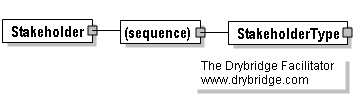 Stakeholder
(sequence)
StakeholderType
The Drybridge Facilitator
www.drybridge.com